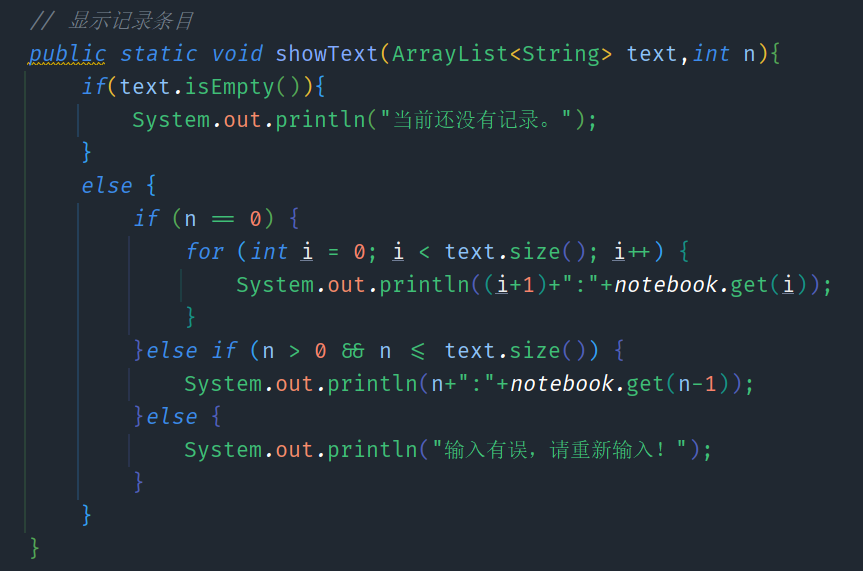 // 显示记录条目
public static void showText(ArrayList<String> text,int n){
if(text.isEmpty()){
System.out.println("当前还没有记录。");
}
else {
if (n == 0) {
for (int i = 0; i < text.size(); i++) {
System.out.println((i+1)+":"+notebook.get(i));
}
}else if (n > 0 && n <= text.size()) {
System.out.println(n+":"+notebook.get(n-1));
}else {
System.out.println("输入有误，请重新输入！");
}
}
}